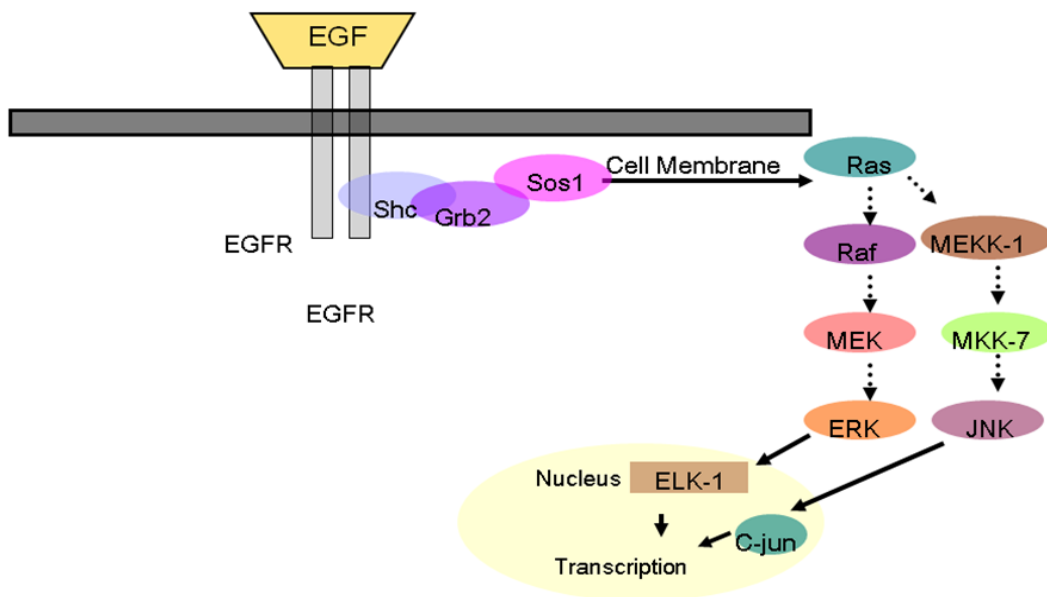 EGF
Cell Membrane
Ras
Sos1
Shc
Grb2
EGFR
Raf
MEKK-1
EGFR
MEK
MKK-7
ERK
JNK
Nucleus
ELK-1
C-jun
Transcription